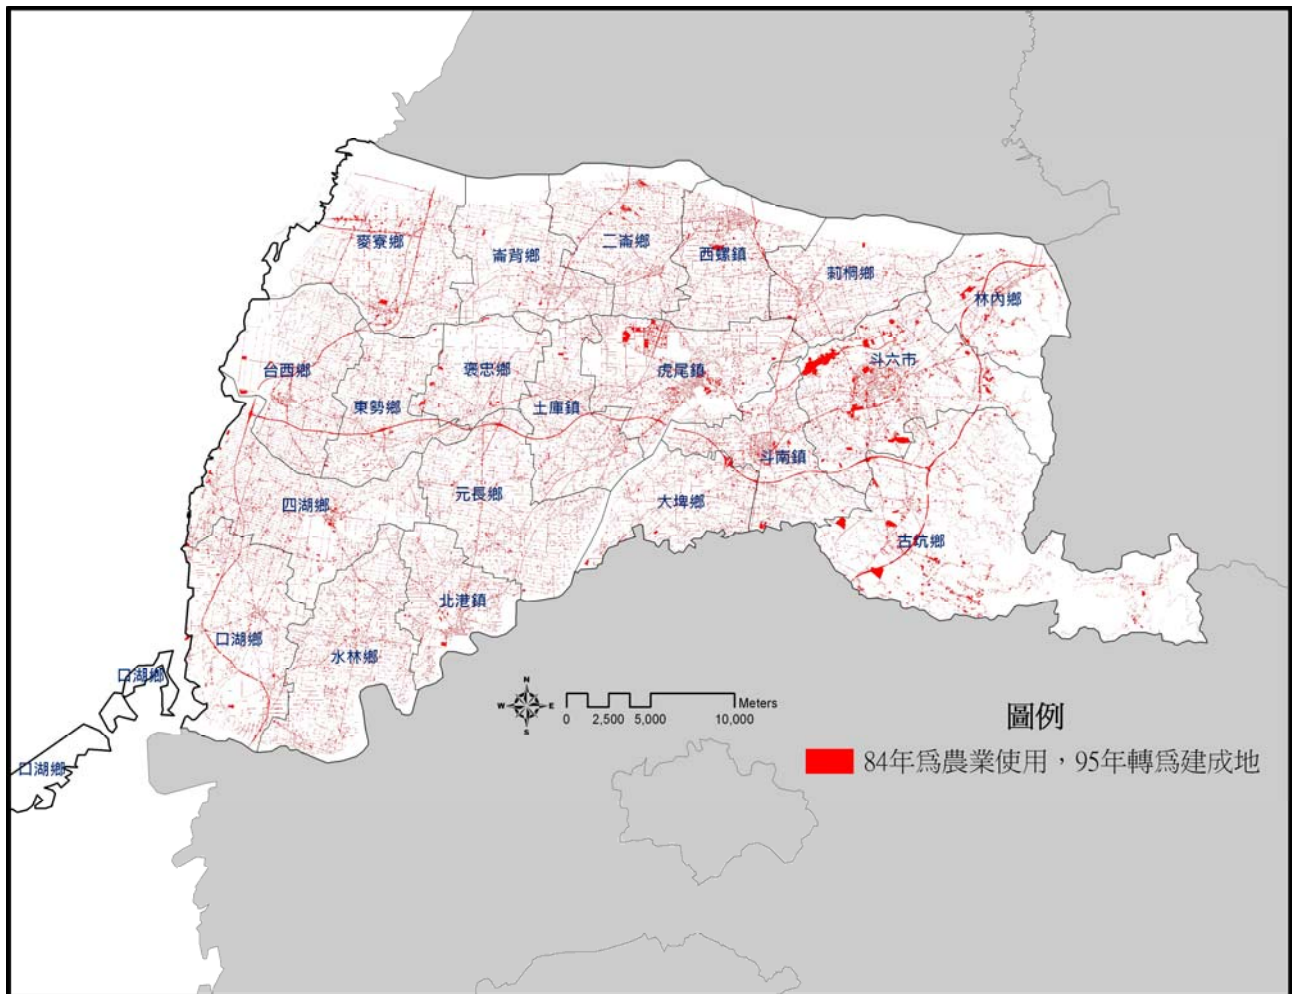 二崙鄉
麥寮鄉
崙背鄉
西螺鎮
莿桐鄉
林內鄉
台西鄉
褒忠鄉
虎尾鎮
斗六市
東勢鄉
土庫鎮
斗南鎮
四湖鄉
元長鄉
大埤鄉
古坑鄉
北港鎮
口湖鄉
水林鄉
口湖鄉
口湖鄉
N
W
E
S
Meters
0
2,500
5,000
10,000
圖例
84年為農業使用，95年轉為建成地